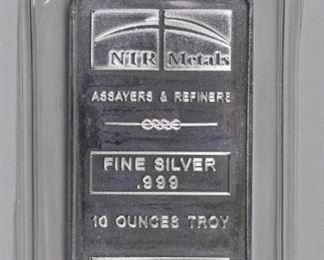 NTR Metals
ASSAYERS & REFINERS
FINE SILVER
.999
10 OUNCES TROY